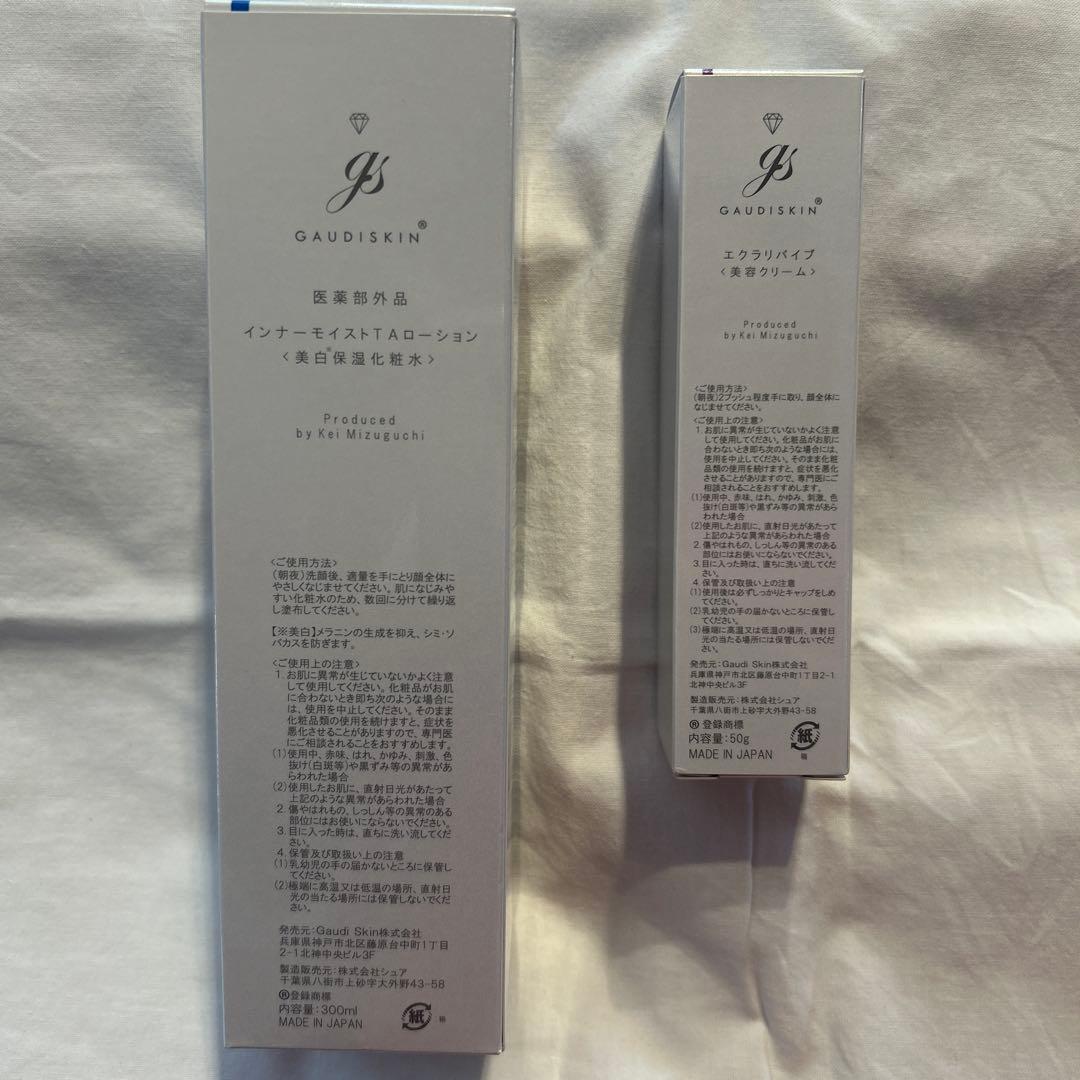 gs
GAUDISKIN®
医薬部外品
インナーモイストTAローション
〈美白※保湿化粧水〉
Produced
by Kei Mizuguchi
〈ご使用方法〉
(朝夜)洗顔後、適量を手にとり顔全体に
やさしくなじませてください。肌になじみや
すい化粧水のため、数回に分けて繰り返
し塗布してください。
【※美白】メラニンの生成を抑え、シミ・ソ
バカスを防ぎます。
〈ご使用上の注意〉
1. お肌に異常が生じていないかよく注意
して使用してください。化粧品がお肌
に合わないとき即ち次のような場合に
は、使用を中止してください。そのまま
化粧品類の使用を続けますと、症状を
悪化させることがありますので、専門医
にご相談されることをおすすめします。
(1)使用中、赤味、はれ、かゆみ、刺激、色
抜け(白斑等)や黒ずみ等の異常があ
らわれた場合
(2)使用したお肌に、直射日光があたって
上記のような異常があらわれた場合
2. 傷やはれもの、しっしん等の異常のある
部位にはお使いにならないでください。
3. 目に入った時は、直ちに洗い流してくだ
さい。
4. 保管及び取扱い上の注意
(1)乳幼児の手の届かないところに保管し
てください。
(2)極端に高温又は低温の場所、直射日
光の当たる場所には保管しないでくだ
さい。
発売元:Gaudi Skin株式会社
兵庫県神戸市北区藤原台中町1丁目
2-1北神中央ビル3F
製造販売元:株式会社シュア
千葉県八街市上砂字大外野43-58
®登録商標
内容量:300ml
MADE IN JAPAN
紙
箱
gs
GAUDISKIN®
エクラリバイブ
〈美容クリーム〉
Produced
by Kei Mizuguchi
〈ご使用方法〉
(朝夜)2プッシュ程度手に取り、顔全体に
なじませてください。
〈ご使用上の注意〉
1. お肌に異常が生じていないかよく注意
して使用してください。化粧品がお肌に
合わないとき即ち次のような場合には、
使用を中止してください。そのまま化粧
品類の使用を続けますと、症状を悪化
させることがありますので、専門医にご
相談されることをおすすめします。
(1)使用中、赤味、はれ、かゆみ、刺激、色
抜け(白斑等)や黒ずみ等の異常があら
われた場合
(2)使用したお肌に、直射日光があたって
上記のような異常があらわれた場合
2. 傷やはれもの、しっしん等の異常のある
部位にはお使いにならないでください。
3. 目に入った時は、直ちに洗い流してくだ
さい。
4. 保管及び取扱い上の注意
(1)使用後は必ずしっかりとキャップをしめ
てください。
(2)乳幼児の手の届かないところに保管し
てください。
(3)極端に高温又は低温の場所、直射日
光の当たる場所には保管しないでくだ
さい。
発売元:Gaudi Skin株式会社
兵庫県神戸市北区藤原台中町1丁目2-1
北神中央ビル3F
製造販売元:株式会社シュア
千葉県八街市上砂字大外野43-58
®登録商標
内容量:50g
MADE IN JAPAN
紙
箱